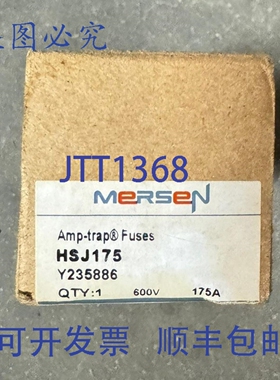 图必究
JTT1368
MERSEN
Amp-trap® Fuses
HSJ175
Y235886
QTY:1 600V 175A
可开发票 顺丰包邮